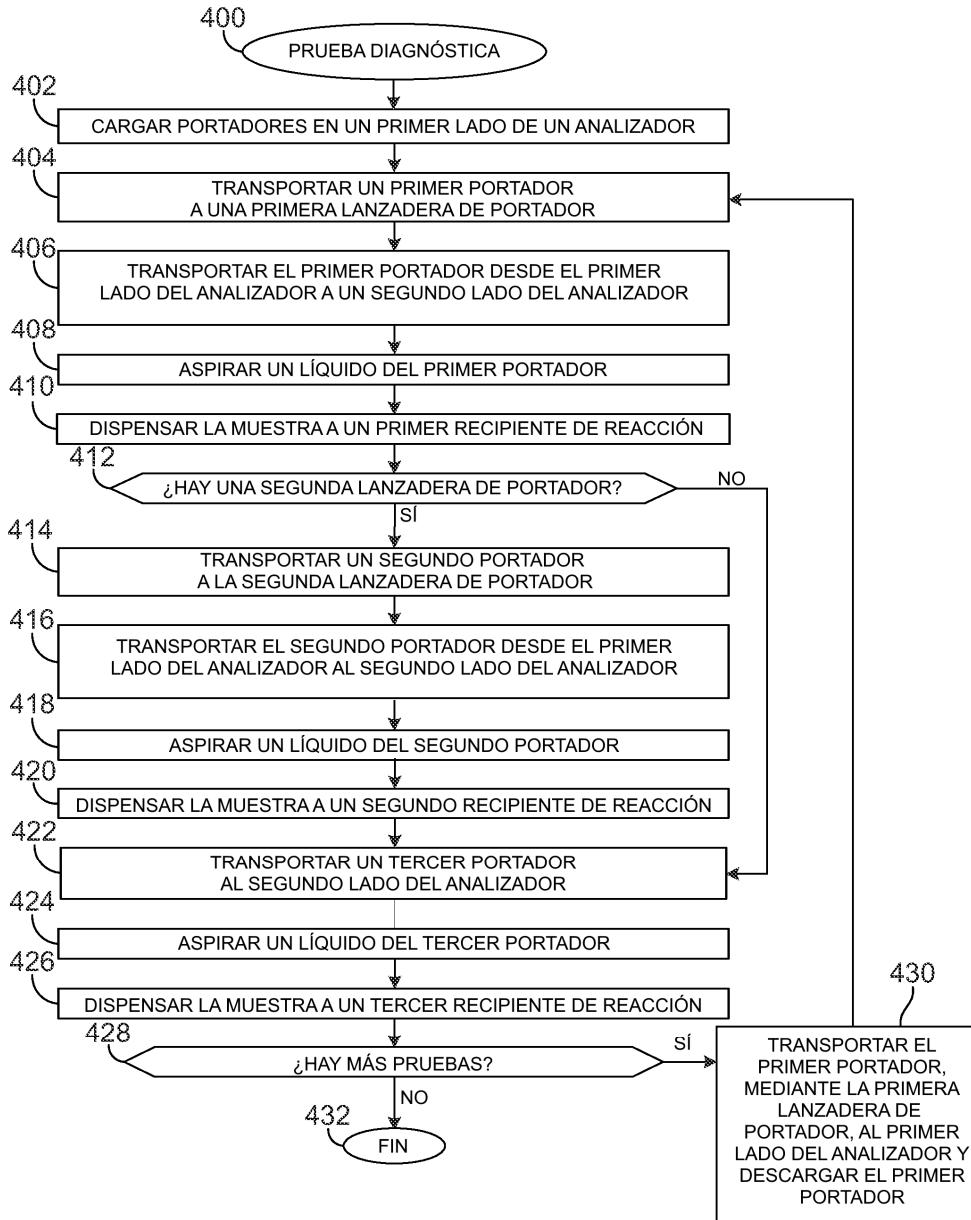 400
PRUEBA DIAGNÓSTICA
402
CARGAR PORTADORES EN UN PRIMER LADO DE UN ANALIZADOR
404
TRANSPORTAR UN PRIMER PORTADOR
A UNA PRIMERA LANZADERA DE PORTADOR
406
TRANSPORTAR EL PRIMER PORTADOR DESDE EL PRIMER
LADO DEL ANALIZADOR A UN SEGUNDO LADO DEL ANALIZADOR
408
ASPIRAR UN LÍQUIDO DEL PRIMER PORTADOR
410
DISPENSAR LA MUESTRA A UN PRIMER RECIPIENTE DE REACCIÓN
412
¿HAY UNA SEGUNDA LANZADERA DE PORTADOR?
NO
SÍ
414
TRANSPORTAR UN SEGUNDO PORTADOR
A LA SEGUNDA LANZADERA DE PORTADOR
416
TRANSPORTAR EL SEGUNDO PORTADOR DESDE EL PRIMER
LADO DEL ANALIZADOR AL SEGUNDO LADO DEL ANALIZADOR
418
ASPIRAR UN LÍQUIDO DEL SEGUNDO PORTADOR
420
DISPENSAR LA MUESTRA A UN SEGUNDO RECIPIENTE DE REACCIÓN
422
TRANSPORTAR UN TERCER PORTADOR
AL SEGUNDO LADO DEL ANALIZADOR
424
ASPIRAR UN LÍQUIDO DEL TERCER PORTADOR
426
DISPENSAR LA MUESTRA A UN TERCER RECIPIENTE DE REACCIÓN
428
¿HAY MÁS PRUEBAS?
SÍ
NO
430
TRANSPORTAR EL
PRIMER PORTADOR,
MEDIANTE LA PRIMERA
LANZADERA DE
PORTADOR, AL PRIMER
LADO DEL ANALIZADOR Y
DESCARGAR EL PRIMER
PORTADOR
432
FIN